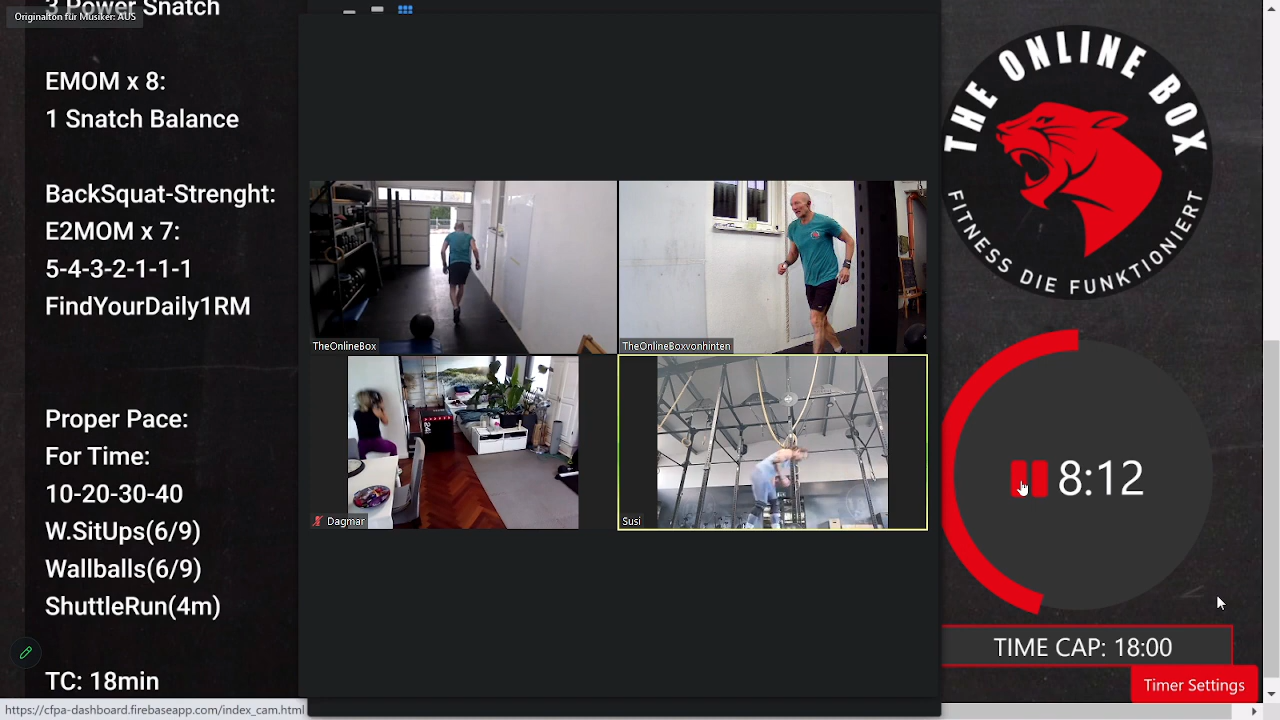 3 Power Snatch
Originalton für Musiker: AUS
EMOM x 8:
1 Snatch Balance
BackSquat-Strenght:
E2MOM x 7:
5-4-3-2-1-1-1
FindYourDaily1RM
Proper Pace:
For Time:
10-20-30-40
W.SitUps(6/9)
Wallballs(6/9)
ShuttleRun(4m)
TC: 18min
https://cfpa-dashboard.firebaseapp.com/index_cam.html
TheOnlineBox
TheOnlineBoxvonhinten
Dagmar
Susi
THE ONLINE BOX
FITNESS DIE FUNKTIONIERT
8:12
TIME CAP: 18:00
Timer Settings